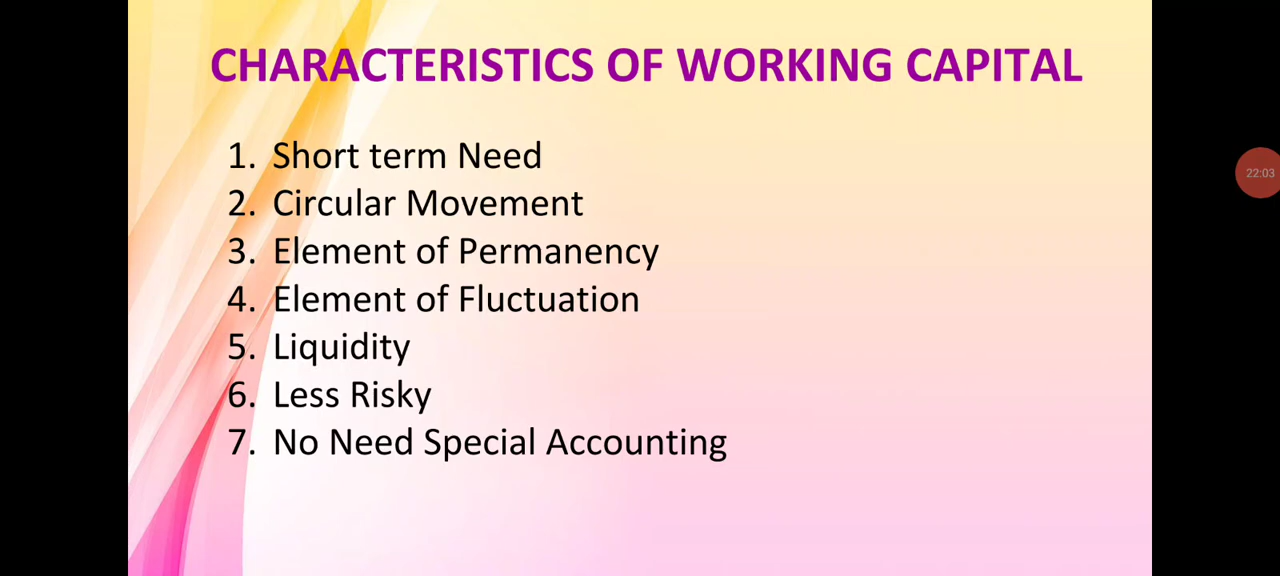 CHARACTERISTICS OF WORKING CAPITAL
1. Short term Need
2. Circular Movement
3. Element of Permanency
4. Element of Fluctuation
5. Liquidity
6. Less Risky
7. No Need Special Accounting
22:03